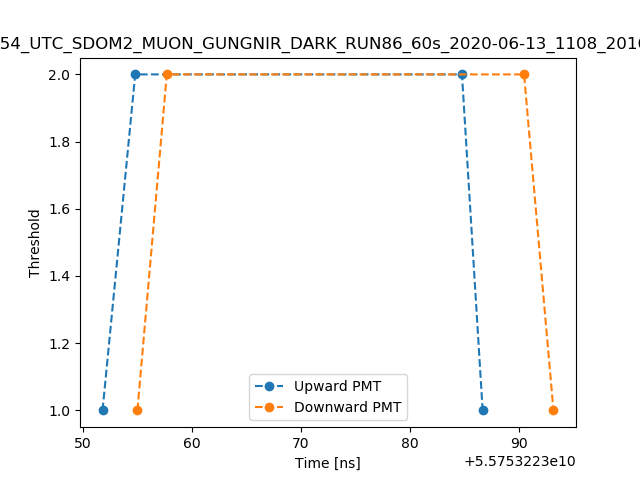 54_UTC_SDOM2_MUON_GUNGNIR_DARK_RUN86_60s_2020-06-13_1108_2016
2.0
1.8
1.6
1.4
1.2
1.0
Threshold
Upward PMT
Downward PMT
50
60
70
80
90
Time [ns]
+5.5753223e10